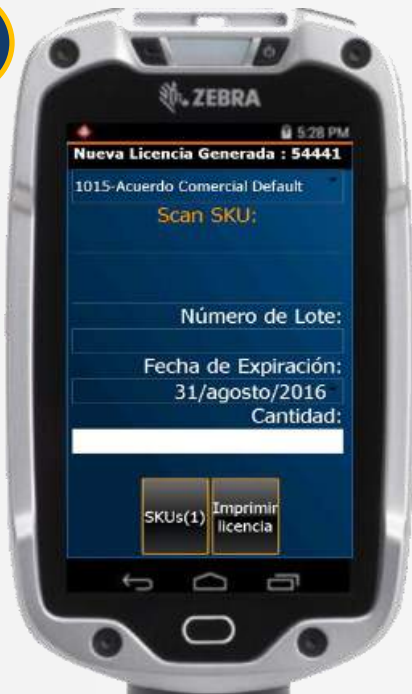 ZEBRA
5:28 PM
Nueva Licencia Generada : 54441
1015-Acuerdo Comercial Default
Scan SKU:
Número de Lote:
Fecha de Expiración:
31/agosto/2016
Cantidad:
SKUs(1)
Imprimir
licencia